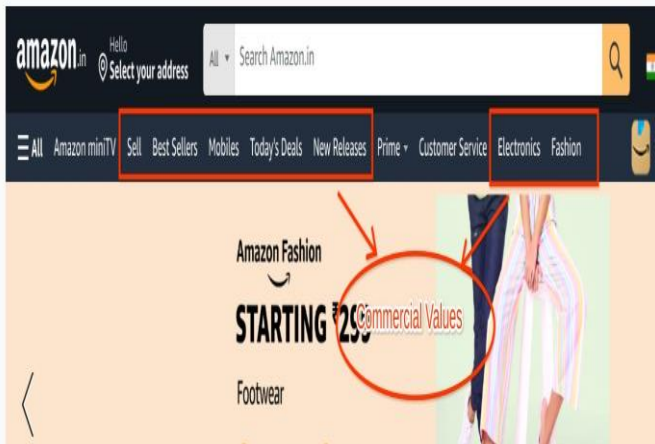 amazon.in
Hello
Select your address
All
Search Amazon.in
All Amazon miniTV Sell Best Sellers Mobiles Today's Deals New Releases Prime Customer Service Electronics Fashion
Amazon Fashion
STARTING ₹299
Commercial Values
Footwear